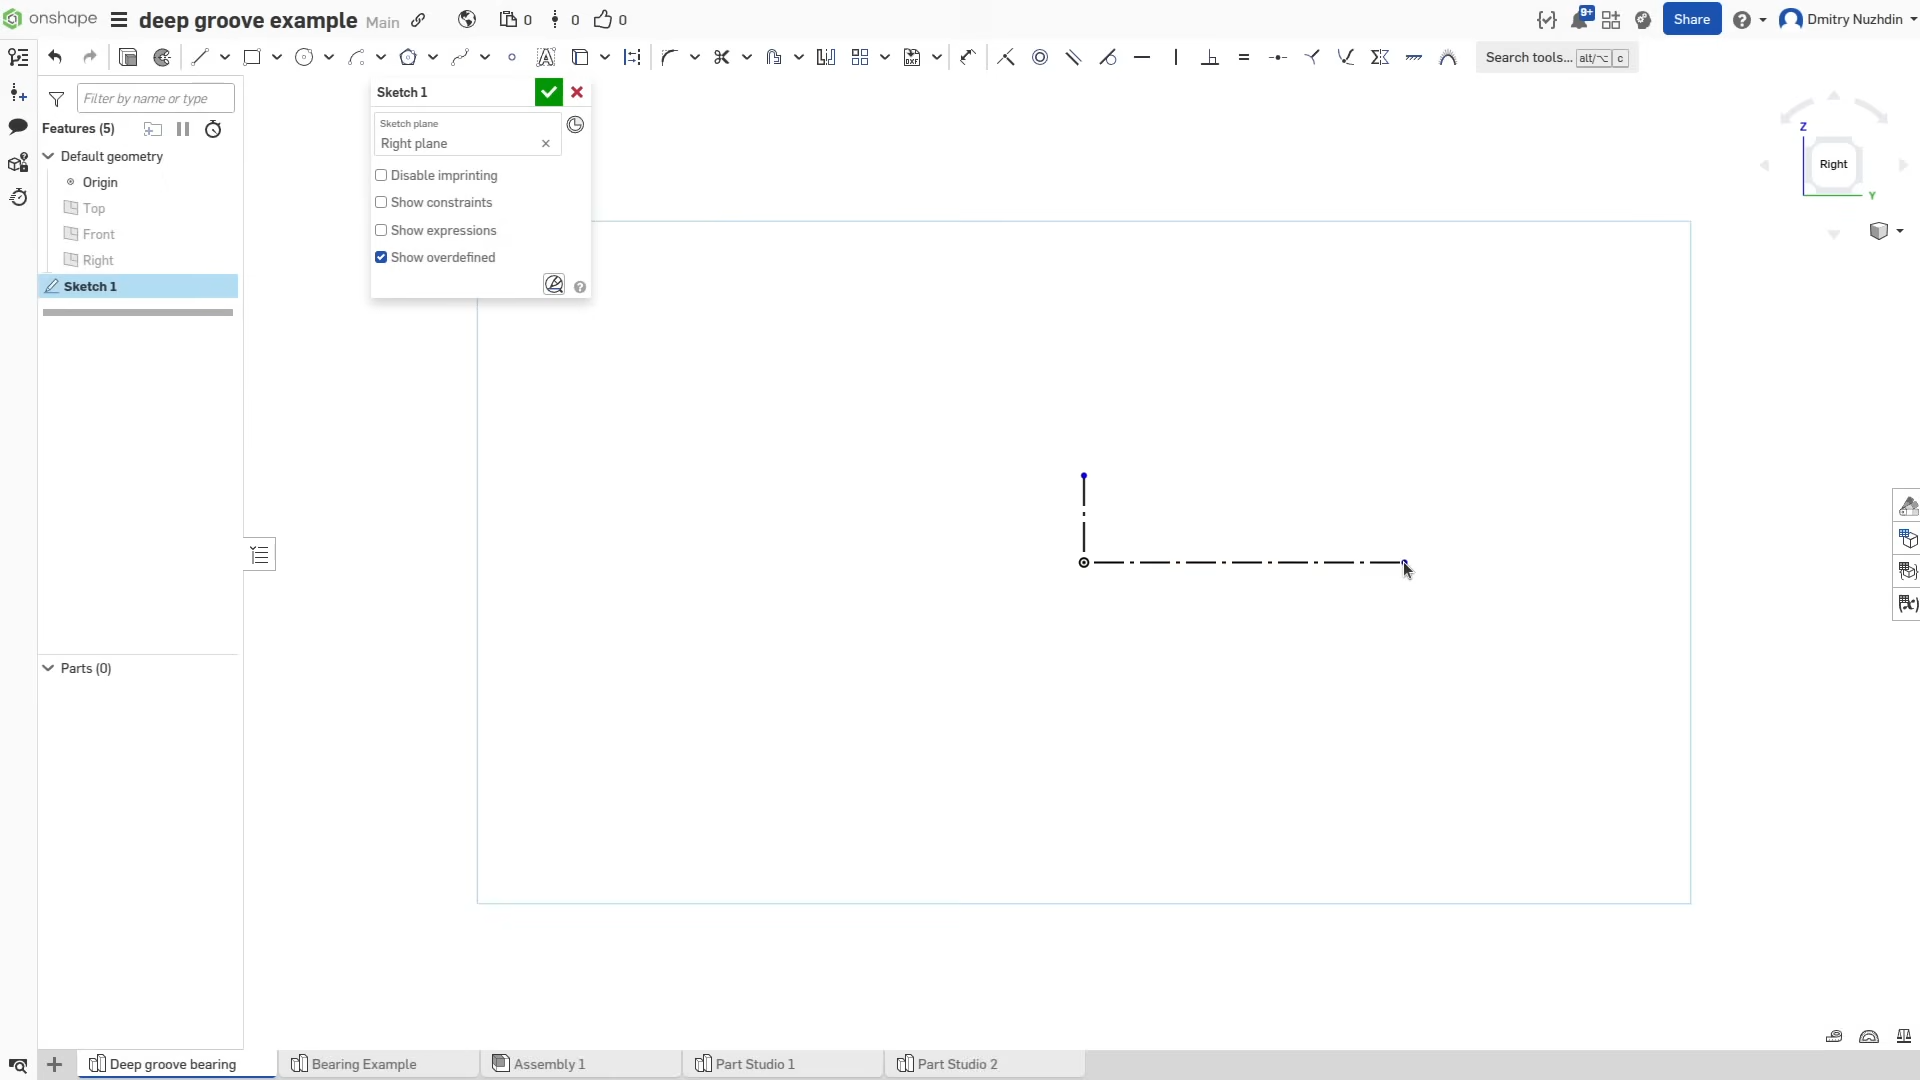 onshape deep groove example Main 0 0 0 9+ Share Dmitry Nuzhdin
Search tools... alt/⌥ c
Filter by name or type
Features (5)
Default geometry
Origin
Top
Front
Right
Sketch 1
Parts (0)
Sketch 1
Sketch plane
Right plane
Disable imprinting
Show constraints
Show expressions
Show overdefined
Z
Right
Y
Deep groove bearing Bearing Example Assembly 1 Part Studio 1 Part Studio 2